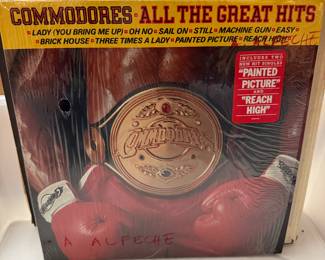 COMMODORES • ALL THE GREAT HITS
• LADY (YOU BRING ME UP) • OH NO • SAIL ON • STILL • MACHINE GUN • EASY •
• BRICK HOUSE • THREE TIMES A LADY • PAINTED PICTURE • REACH HIGH
INCLUDES TWO
NEW HIT SINGLES
"PAINTED
PICTURE"
AND
"REACH
HIGH"
COMMODORES
A ALPECHE